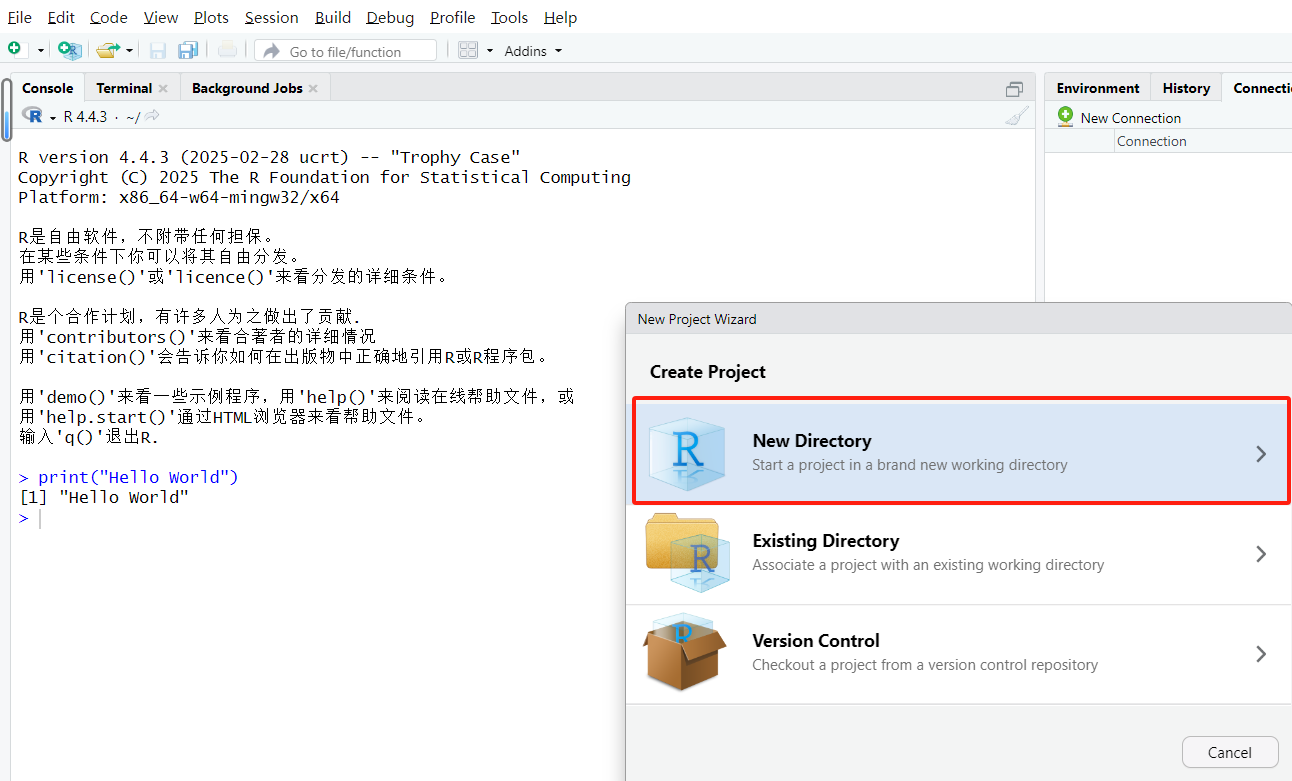 File Edit Code View Plots Session Build Debug Profile Tools Help
Go to file/function Addins
Console Terminal Background Jobs
R 4.4.3 · ~/
R version 4.4.3 (2025-02-28 ucrt) -- "Trophy Case"
Copyright (C) 2025 The R Foundation for Statistical Computing
Platform: x86_64-w64-mingw32/x64
R是自由软件，不附带任何担保。
在某些条件下你可以将其自由分发。
用'license()'或'licence()'来看分发的详细条件。
R是个合作计划，有许多人为之做出了贡献.
用'contributors()'来看合著者的详细情况
用'citation()'会告诉你如何在出版物中正确地引用R或R程序包。
用'demo()'来看一些示例程序，用'help()'来阅读在线帮助文件，或
用'help.start()'通过HTML浏览器来看帮助文件。
输入'q()'退出R.
> print("Hello World")
[1] "Hello World"
>
Environment History Connecti
New Connection
Connection
New Project Wizard
Create Project
New Directory
Start a project in a brand new working directory
Existing Directory
Associate a project with an existing working directory
Version Control
Checkout a project from a version control repository
Cancel